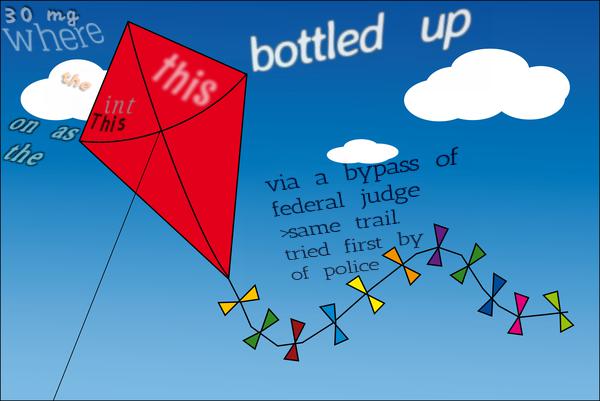 30 mg
where
bottled up
this
the
int
This
on as
the
via a bypass of
federal judge
>same trail.
tried first by
of police